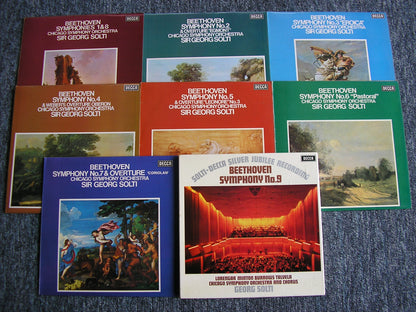 BEETHOVEN
SYMPHONIES 1&8
CHICAGO SYMPHONY ORCHESTRA
SIR GEORG SOLTI
DECCA
BEETHOVEN
SYMPHONY No.2
& OVERTURE 'EGMONT'
CHICAGO SYMPHONY ORCHESTRA
SIR GEORG SOLTI
DECCA
BEETHOVEN
SYMPHONY No.3 "EROICA"
CHICAGO SYMPHONY ORCHESTRA
SIR GEORG SOLTI
DECCA
BEETHOVEN
SYMPHONY No.4
& WEBER'S OVERTURE 'OBERON'
CHICAGO SYMPHONY ORCHESTRA
SIR GEORG SOLTI
DECCA
BEETHOVEN
SYMPHONY No.5
& OVERTURE 'LEONORE' No.3
CHICAGO SYMPHONY ORCHESTRA
SIR GEORG SOLTI
DECCA
BEETHOVEN
SYMPHONY No.6 "Pastoral"
CHICAGO SYMPHONY ORCHESTRA
SIR GEORG SOLTI
DECCA
BEETHOVEN
SYMPHONY No.7 & OVERTURE 'CORIOLAN'
CHICAGO SYMPHONY ORCHESTRA
SIR GEORG SOLTI
DECCA
SOLTI-DECCA SILVER JUBILEE RECORDING
DECCA
BEETHOVEN
SYMPHONY No.9
LORENGAR MINTON BURROWS TALVELA
CHICAGO SYMPHONY ORCHESTRA AND CHORUS
GEORG SOLTI